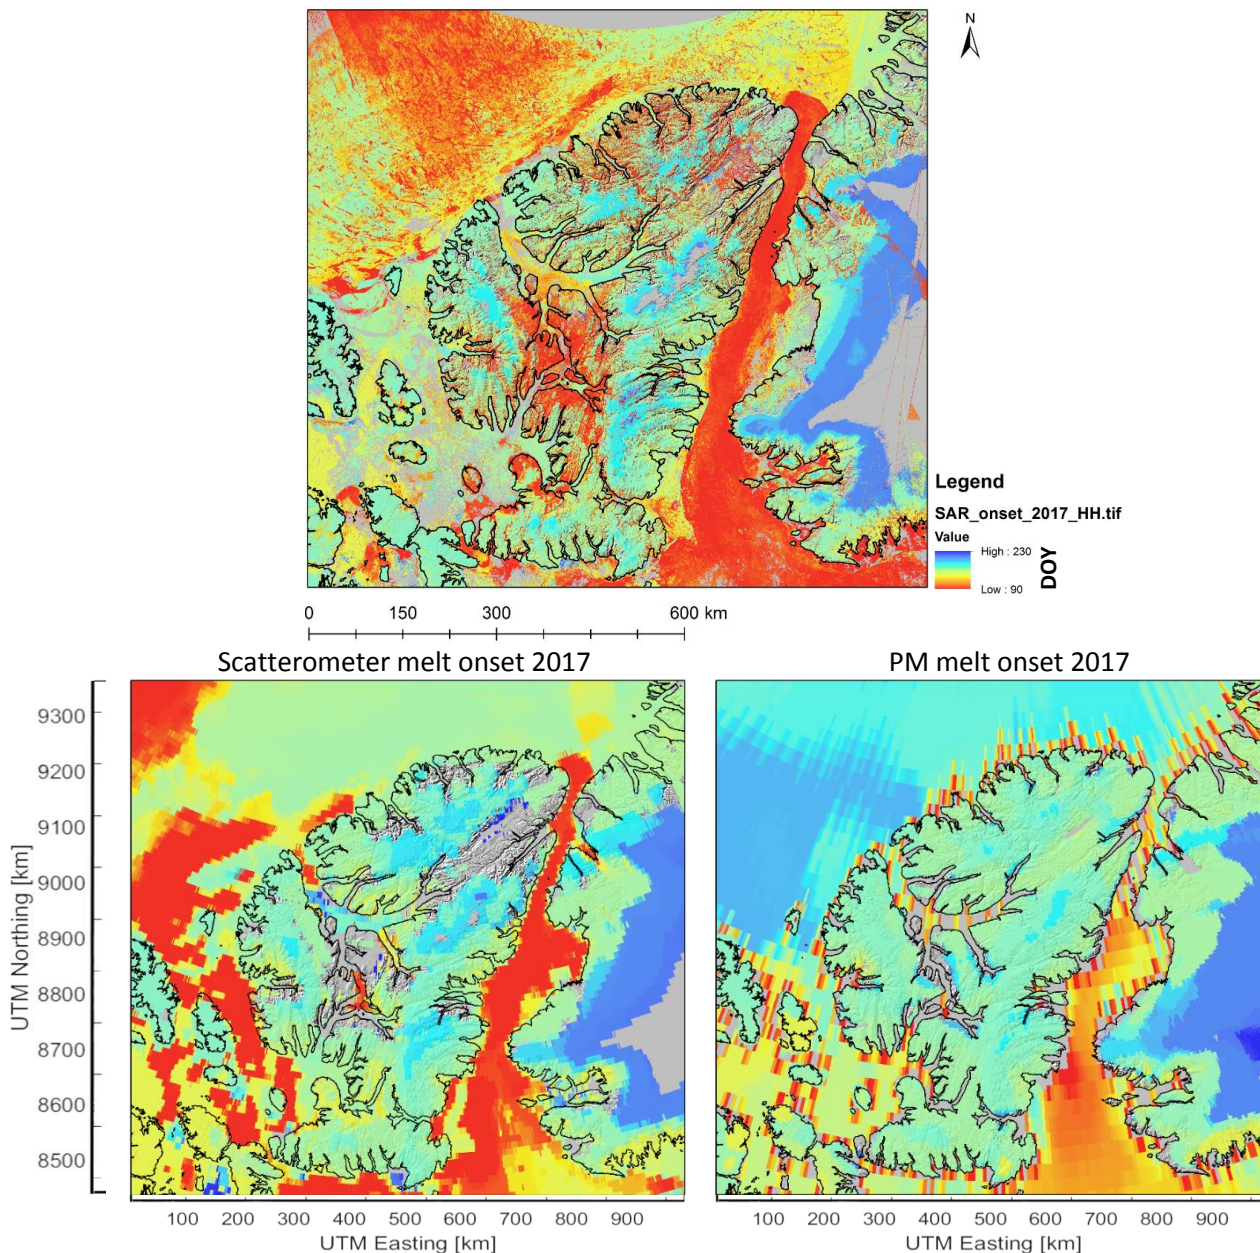 N
Legend
SAR_onset_2017_HH.tif
Value
High : 230
Low : 90
DOY
0 150 300 600 km
Scatterometer melt onset 2017
PM melt onset 2017
UTM Northing [km]
9300
9200
9100
9000
8900
8800
8700
8600
8500
100 200 300 400 500 600 700 800 900
UTM Easting [km]
100 200 300 400 500 600 700 800 900
UTM Easting [km]